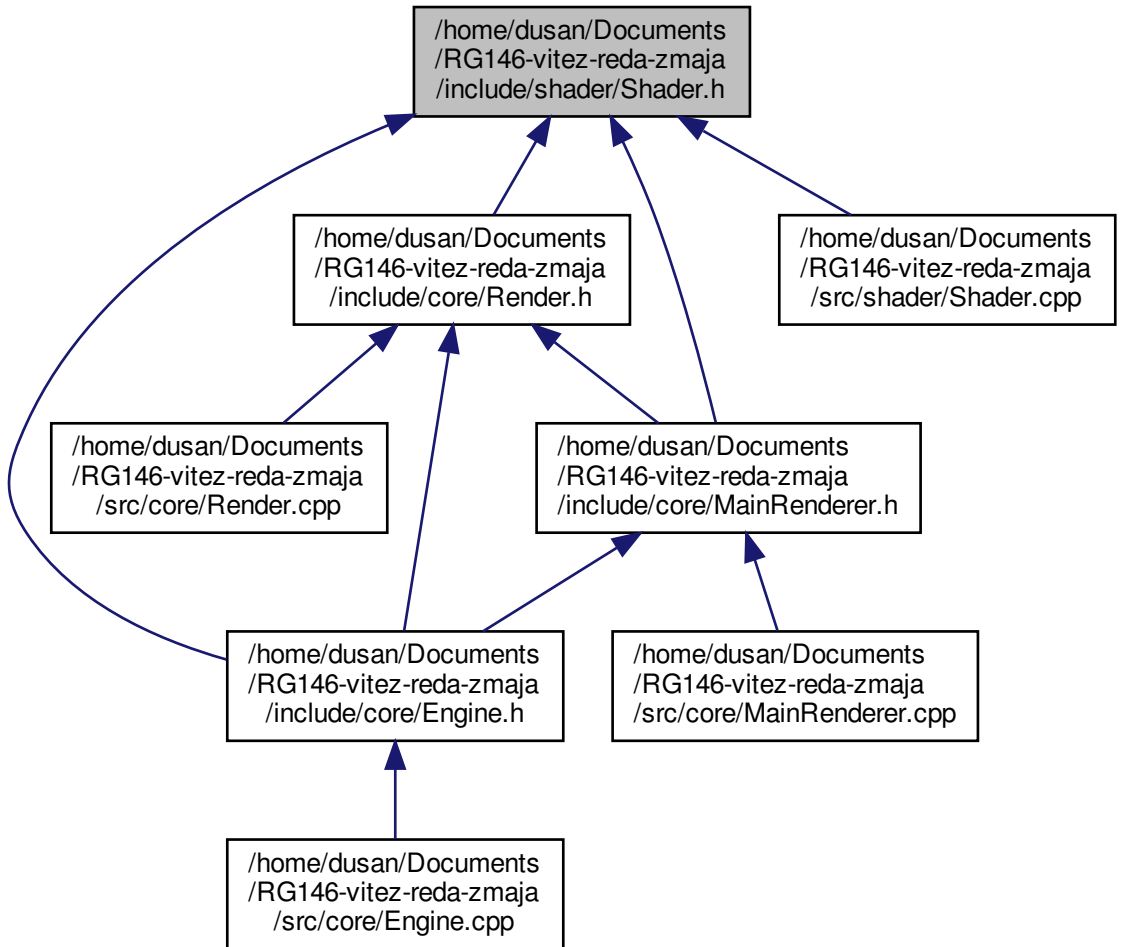 /home/dusan/Documents
/RG146-vitez-reda-zmaja
/include/shader/Shader.h
/home/dusan/Documents
/RG146-vitez-reda-zmaja
/include/core/Render.h
/home/dusan/Documents
/RG146-vitez-reda-zmaja
/src/shader/Shader.cpp
/home/dusan/Documents
/RG146-vitez-reda-zmaja
/src/core/Render.cpp
/home/dusan/Documents
/RG146-vitez-reda-zmaja
/include/core/MainRenderer.h
/home/dusan/Documents
/RG146-vitez-reda-zmaja
/include/core/Engine.h
/home/dusan/Documents
/RG146-vitez-reda-zmaja
/src/core/MainRenderer.cpp
/home/dusan/Documents
/RG146-vitez-reda-zmaja
/src/core/Engine.cpp